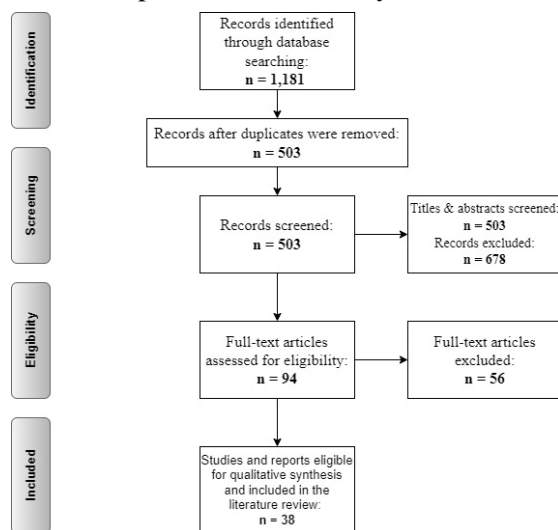 Identification
Records identified
through database
searching:
n = 1,181
Records after duplicates were removed:
n = 503
Screening
Records screened:
n = 503
Titles & abstracts screened:
n = 503
Records excluded:
n = 678
Eligibility
Full-text articles
assessed for eligibility:
n = 94
Full-text articles
excluded:
n = 56
Included
Studies and reports eligible
for qualitative synthesis
and included in the
literature review:
n = 38